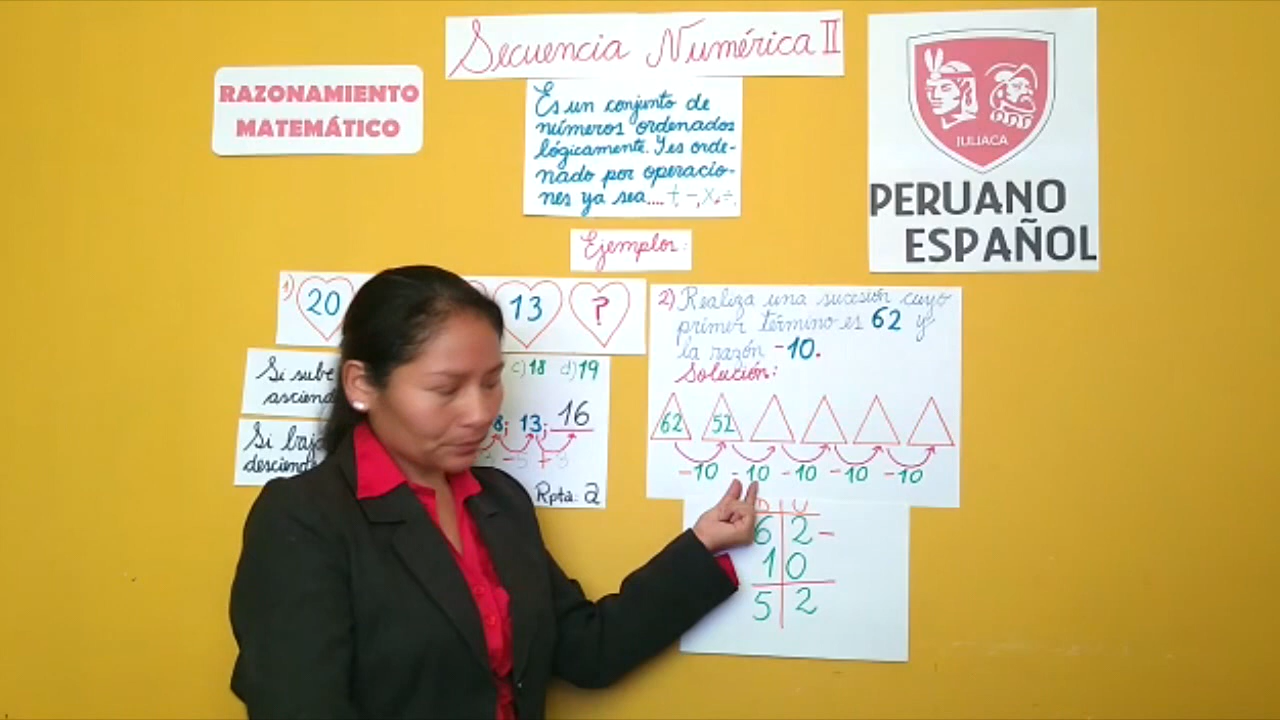 Secuencia Numérica II
RAZONAMIENTO
MATEMÁTICO
Es un conjunto de
números ordenados
lógicamente. Y es orde-
nado por operacio-
nes ya sea.... +, -, x, ÷.
JULIACA
PERUANO
ESPAÑOL
Ejemplos:
1) 20 13 ?
Si sube
Si baja
c) 18 d) 19
8; 13; 16
-5 +3
Rpta: a
2) Realiza una sucesión cuyo
primer término es 62 y
la razón -10.
Solución:
62 52
-10 -10 -10 -10 -10
D U
6 2 -
1 0
5 2